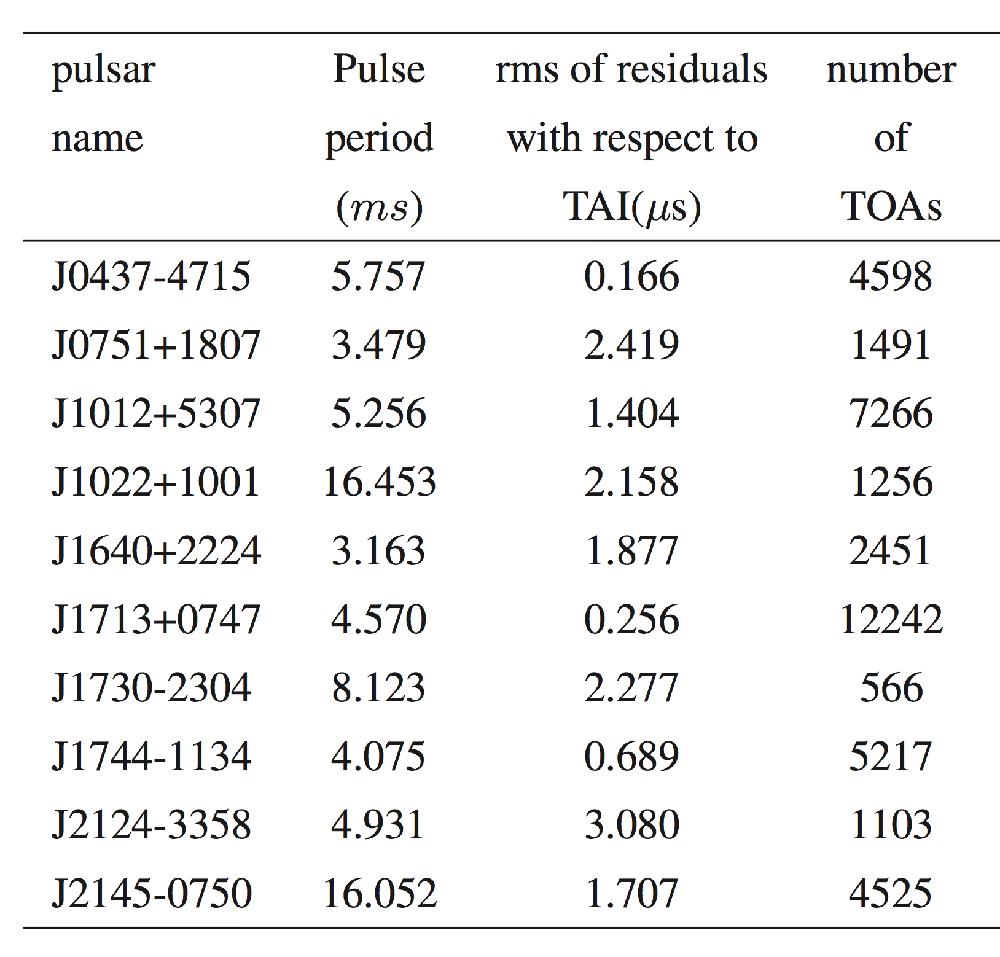 pulsar Pulse rms of residuals number
name period with respect to of
(ms) TAI(μs) TOAs
J0437-4715 5.757 0.166 4598
J0751+1807 3.479 2.419 1491
J1012+5307 5.256 1.404 7266
J1022+1001 16.453 2.158 1256
J1640+2224 3.163 1.877 2451
J1713+0747 4.570 0.256 12242
J1730-2304 8.123 2.277 566
J1744-1134 4.075 0.689 5217
J2124-3358 4.931 3.080 1103
J2145-0750 16.052 1.707 4525